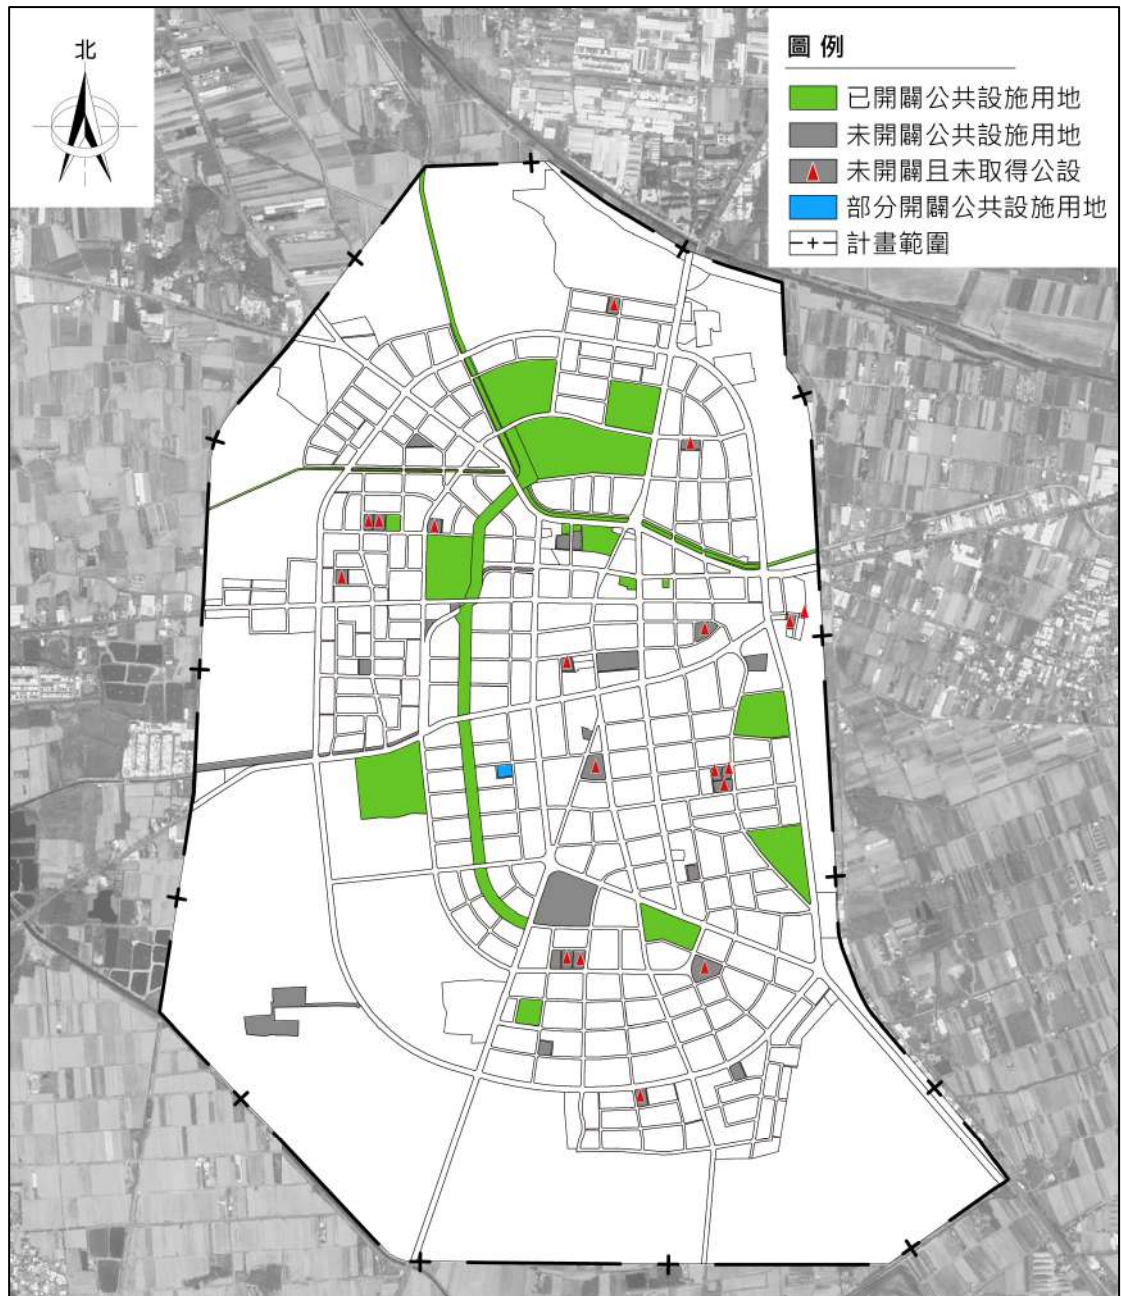 北
圖例
已開闢公共設施用地
未開闢公共設施用地
未開闢且未取得公設
部分開闢公共設施用地
計畫範圍